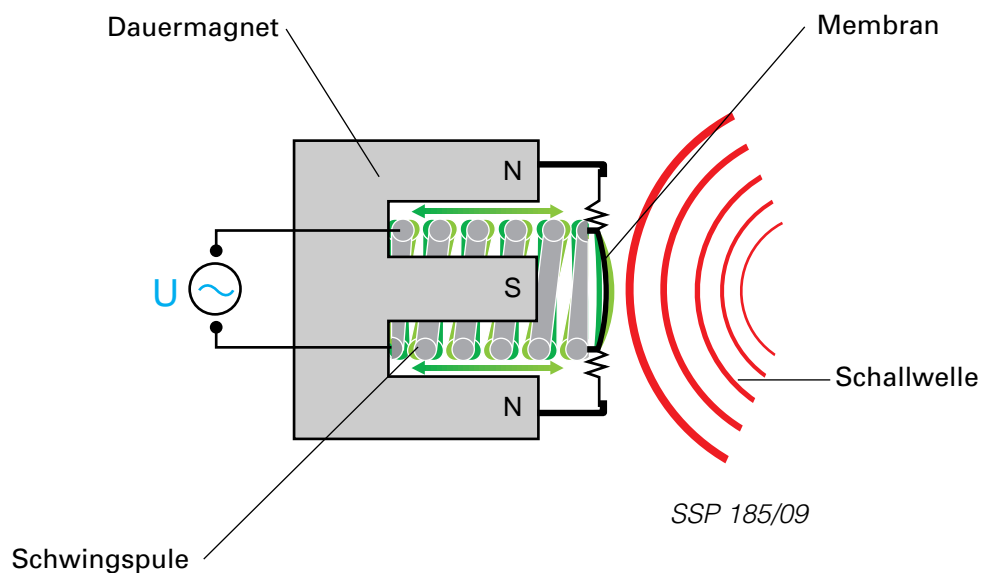 Dauermagnet
Membran
N
S
U
N
Schallwelle
SSP 185/09
Schwingspule